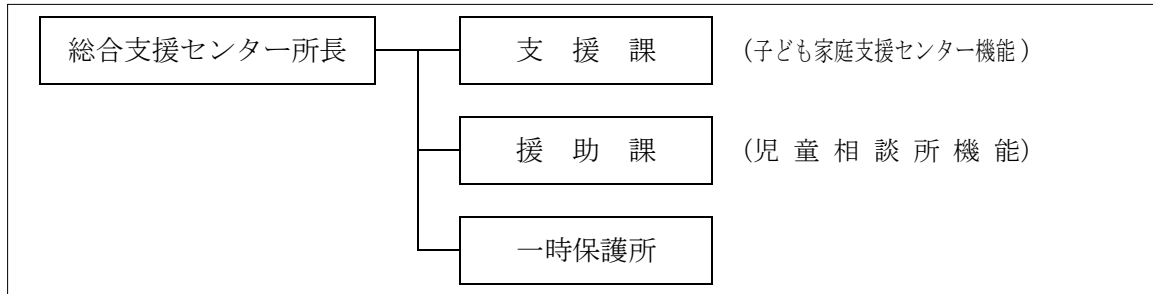 総合支援センター所長
支 援 課 (子ども家庭支援センター機能)
援 助 課 (児 童 相 談 所 機 能)
一時保護所